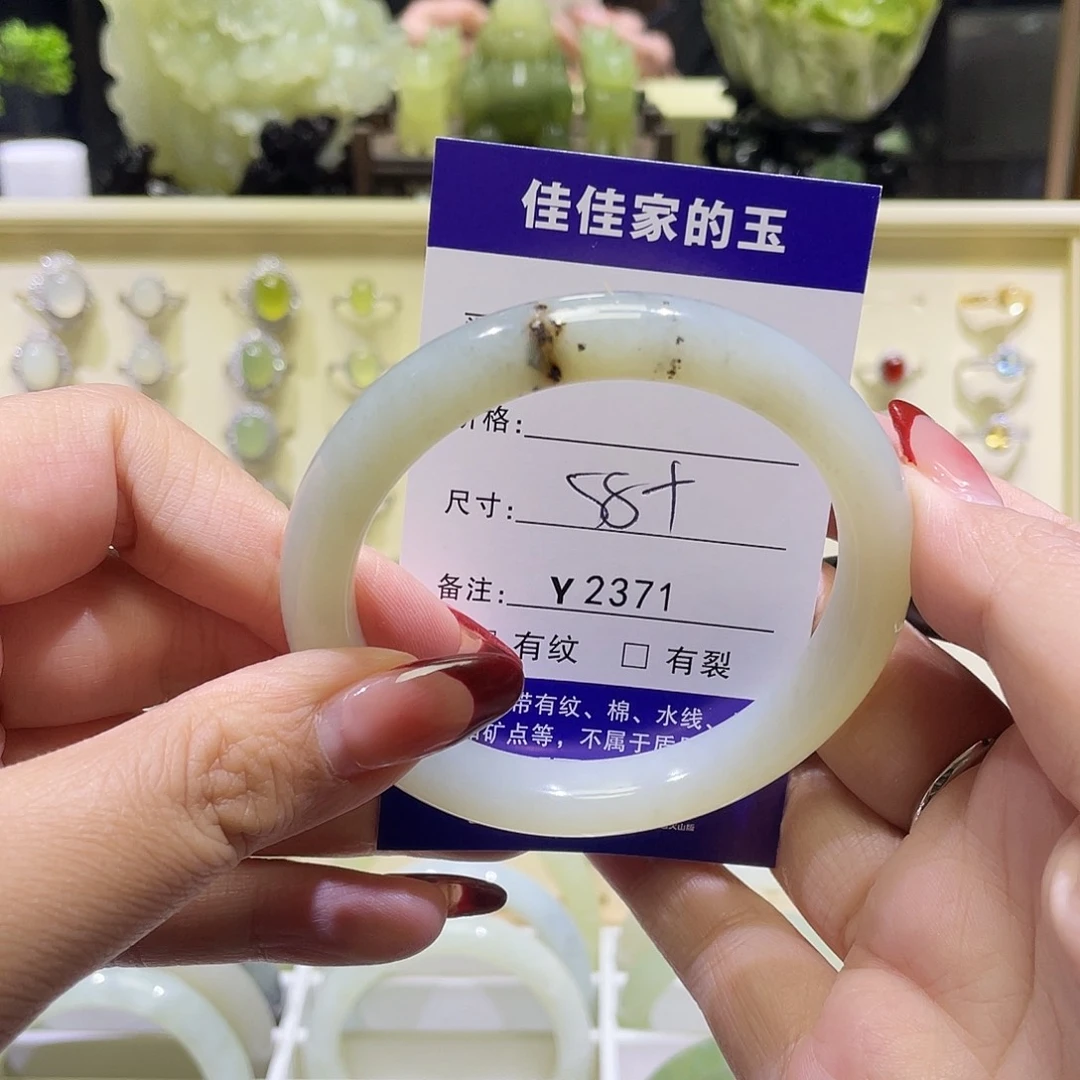 佳佳家的玉
价格:
尺寸: 58+
备注: Y2371
有纹 □ 有裂
带有纹、棉、水线、
矿点等，不属于质